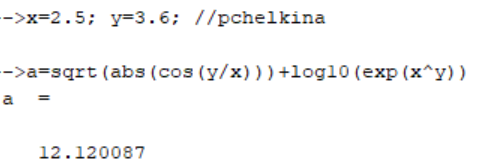 -->x=2.5; y=3.6; //pchelkina
-->a=sqrt(abs(cos(y/x)))+log10(exp(x^y))
a =
12.120087